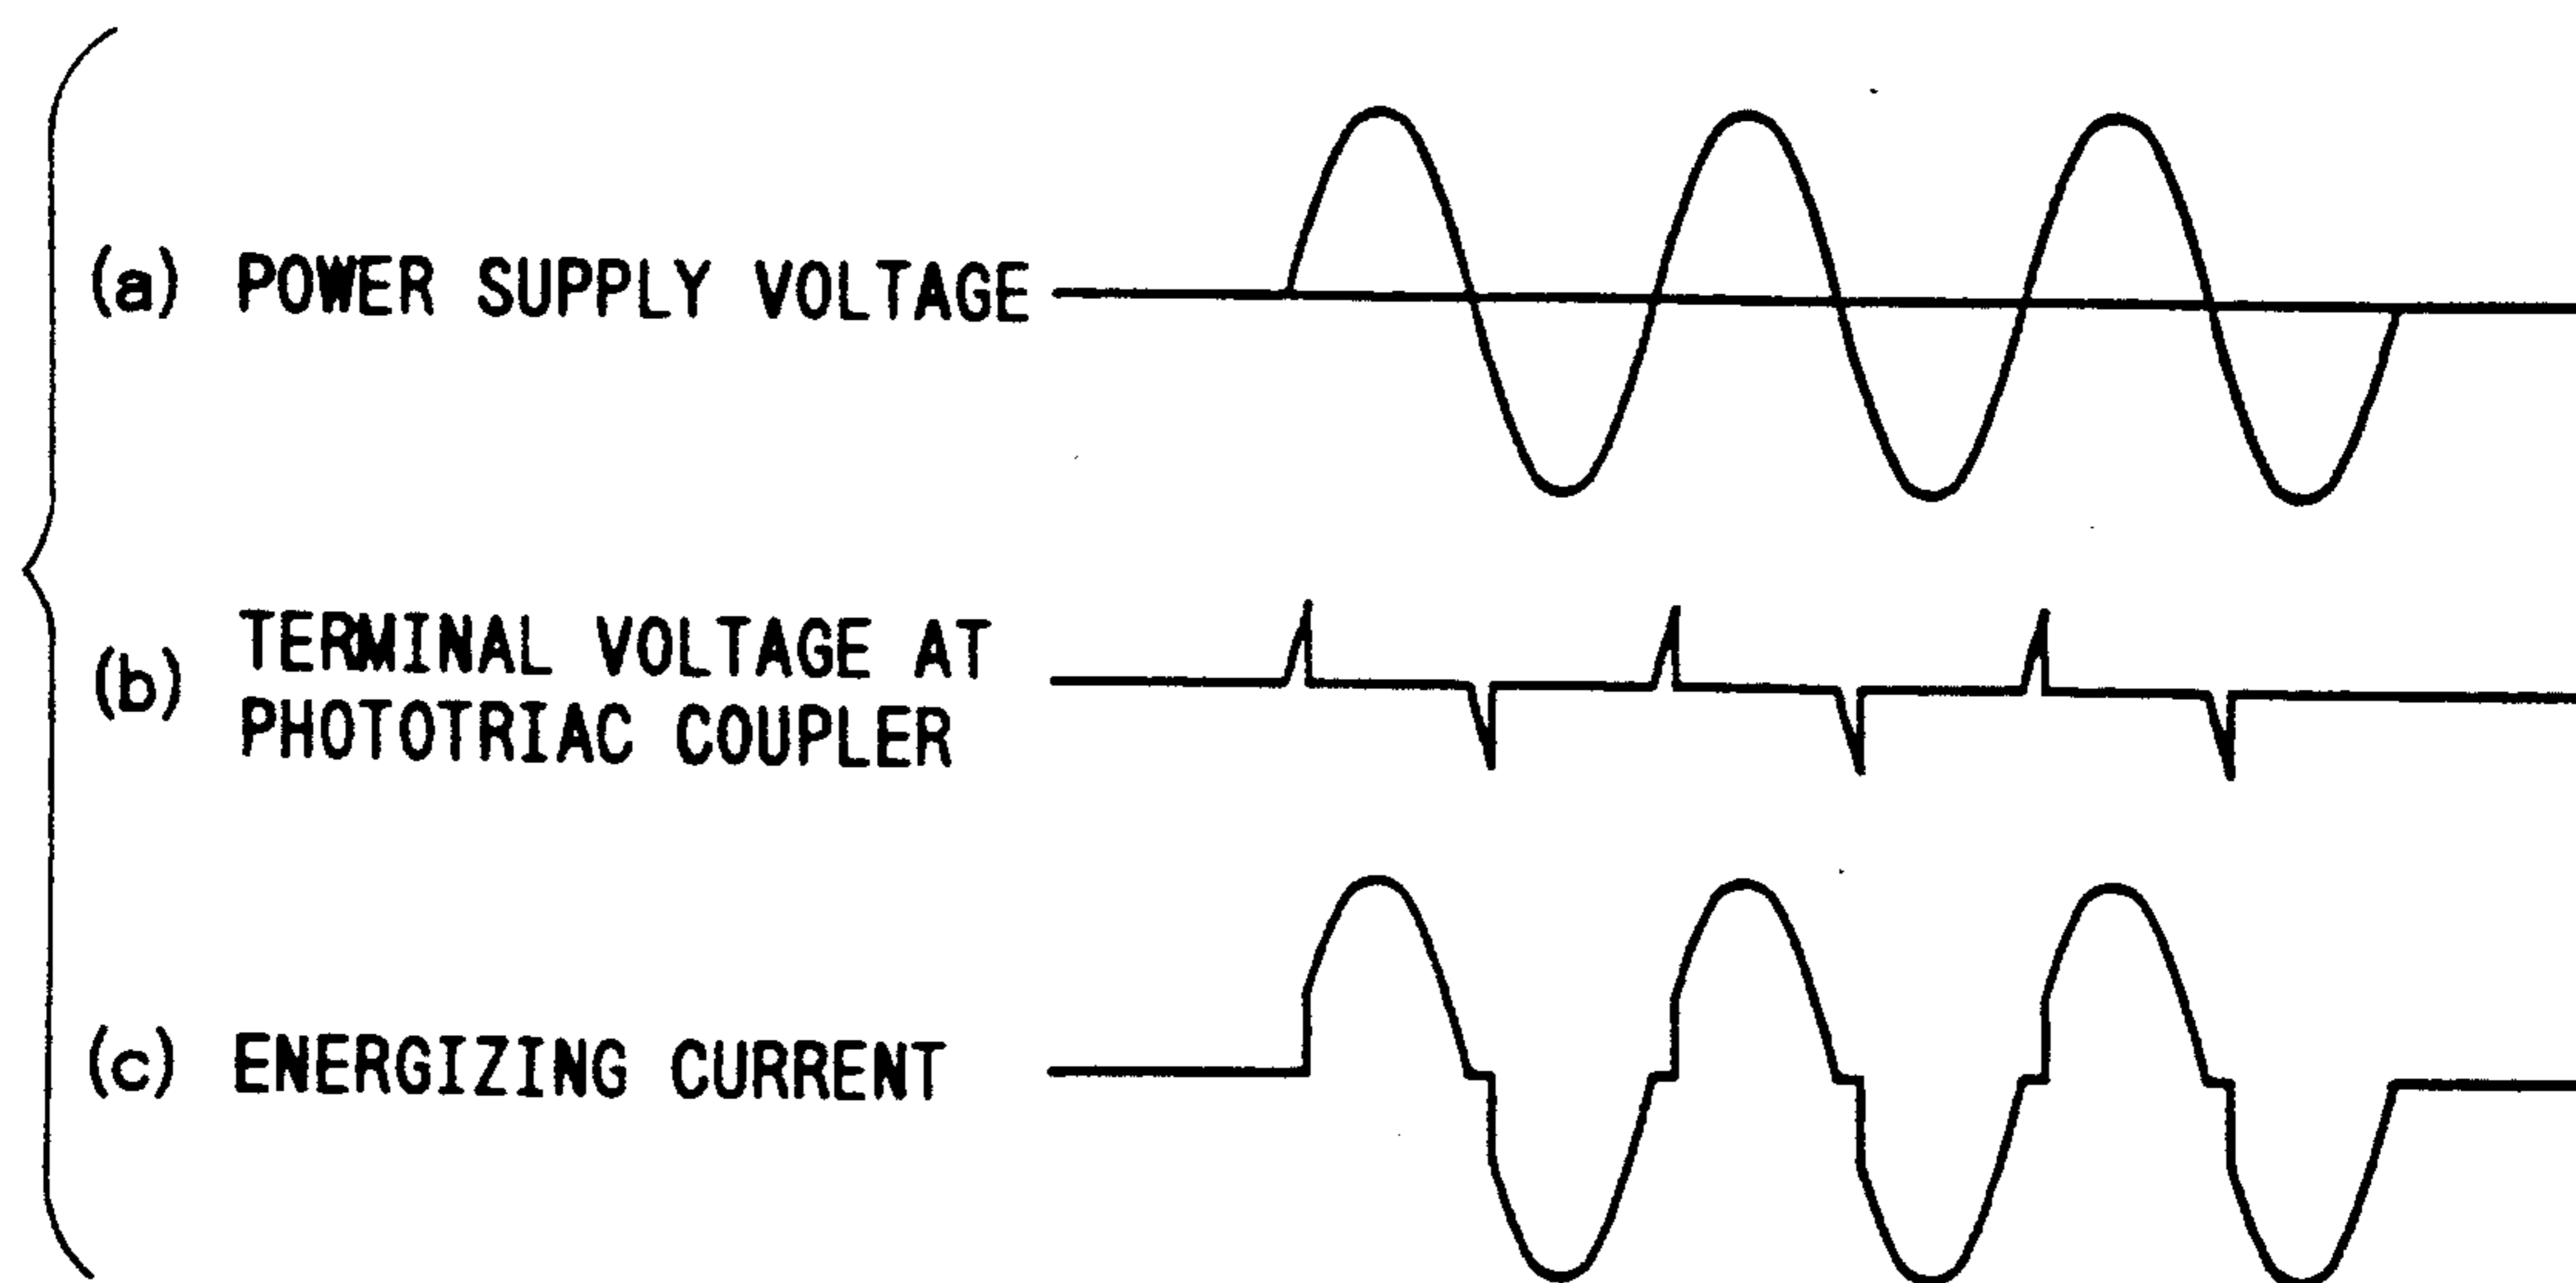 (a) POWER SUPPLY VOLTAGE
(b) TERMINAL VOLTAGE AT
PHOTOTRIAC COUPLER
(c) ENERGIZING CURRENT